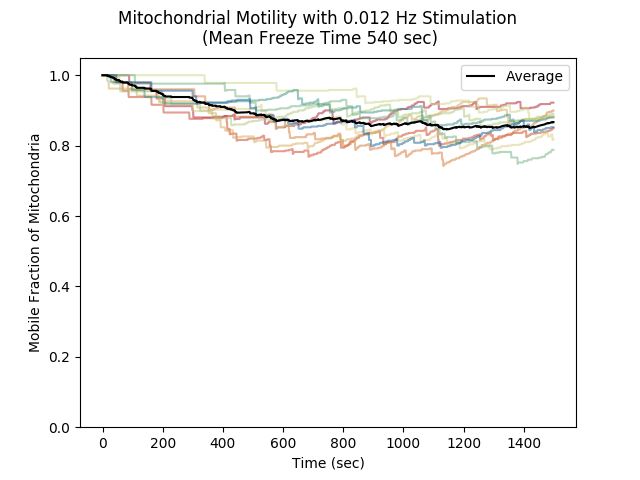 Mitochondrial Motility with 0.012 Hz Stimulation
(Mean Freeze Time 540 sec)
Average
Mobile Fraction of Mitochondria
1.0
0.8
0.6
0.4
0.2
0.0
0 200 400 600 800 1000 1200 1400
Time (sec)